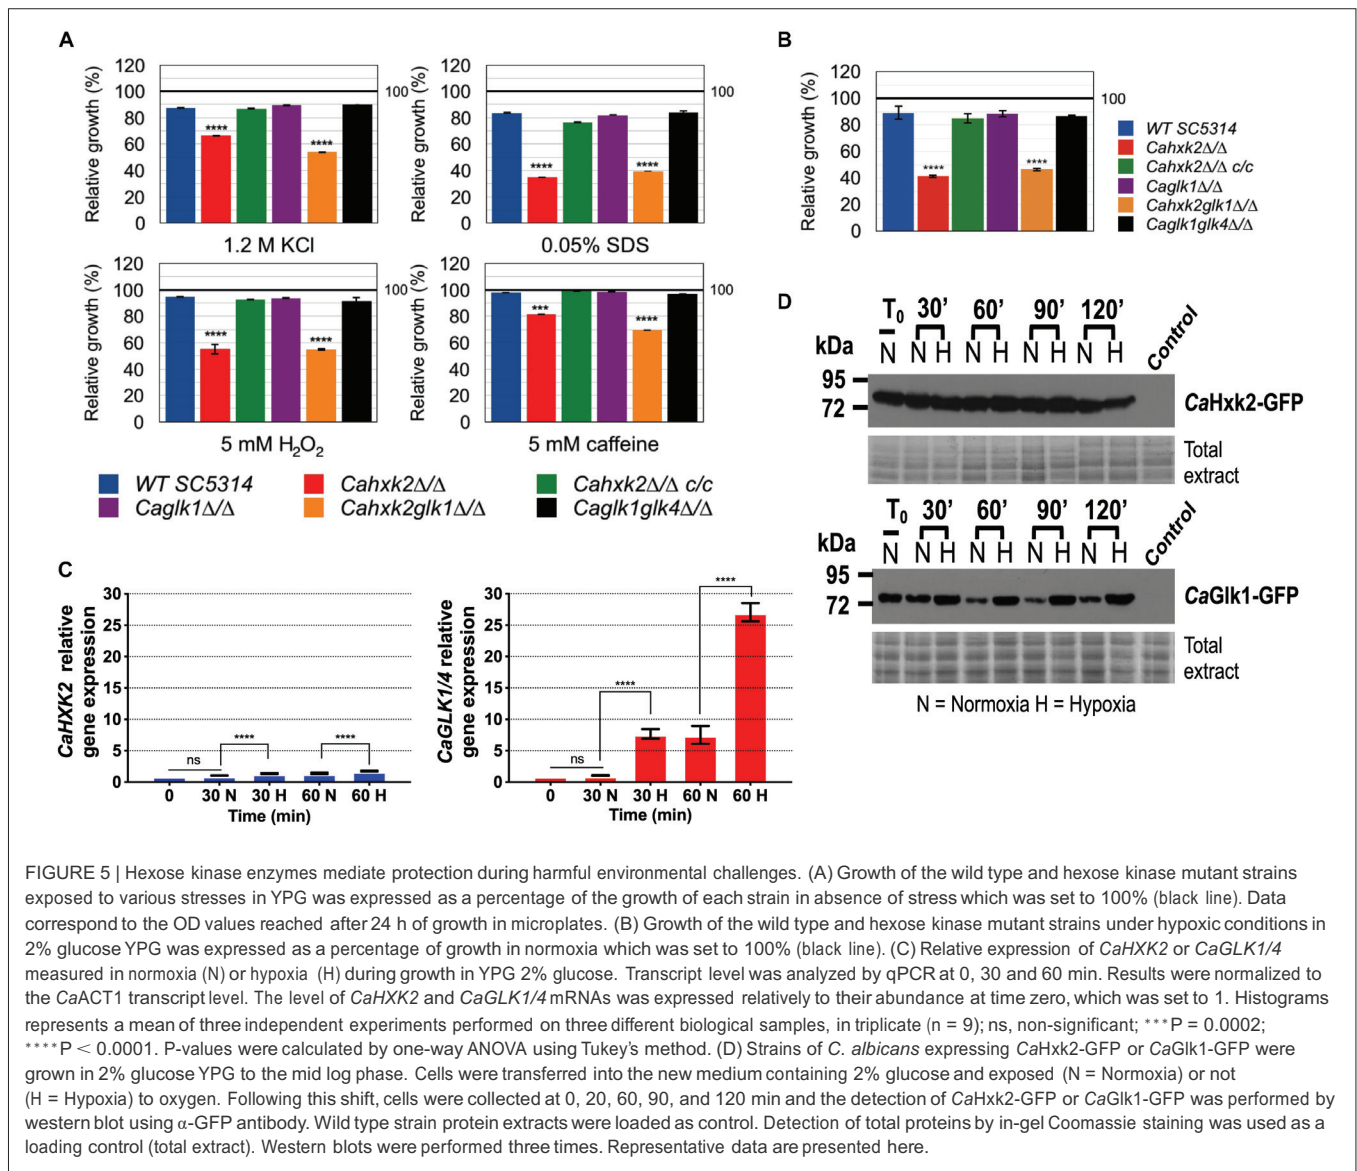 A
Relative growth (%)
120
100
80
60
40
20
0
****
****
100
1.2 M KCl
Relative growth (%)
120
100
80
60
40
20
0
****
****
100
0.05% SDS
Relative growth (%)
120
100
80
60
40
20
0
****
****
100
5 mM H₂O₂
Relative growth (%)
120
100
80
60
40
20
0
***
****
100
5 mM caffeine
WT SC5314
Cahxk2Δ/Δ
Cahxk2Δ/Δ c/c
Caglk1Δ/Δ
Cahxk2glk1Δ/Δ
Caglk1glk4Δ/Δ
B
Relative growth (%)
120
100
80
60
40
20
0
****
****
100
WT SC5314
Cahxk2Δ/Δ
Cahxk2Δ/Δ c/c
Caglk1Δ/Δ
Cahxk2glk1Δ/Δ
Caglk1glk4Δ/Δ
C
CaHXK2 relative
gene expression
30
25
20
15
10
5
0
ns
****
****
0 30 N 30 H 60 N 60 H
Time (min)
CaGLK1/4 relative
gene expression
30
25
20
15
10
5
0
ns
****
****
0 30 N 30 H 60 N 60 H
Time (min)
D
T₀ 30' 60' 90' 120'
kDa N N H N H N H N H Control
95
72
CaHxk2-GFP
Total
extract
T₀ 30' 60' 90' 120'
kDa N N H N H N H N H Control
95
72
CaGlk1-GFP
Total
extract
N = Normoxia H = Hypoxia
FIGURE 5 | Hexose kinase enzymes mediate protection during harmful environmental challenges. (A) Growth of the wild type and hexose kinase mutant strains
exposed to various stresses in YPG was expressed as a percentage of the growth of each strain in absence of stress which was set to 100% (black line). Data
correspond to the OD values reached after 24 h of growth in microplates. (B) Growth of the wild type and hexose kinase mutant strains under hypoxic conditions in
2% glucose YPG was expressed as a percentage of growth in normoxia which was set to 100% (black line). (C) Relative expression of CaHXK2 or CaGLK1/4
measured in normoxia (N) or hypoxia (H) during growth in YPG 2% glucose. Transcript level was analyzed by qPCR at 0, 30 and 60 min. Results were normalized to
the CaACT1 transcript level. The level of CaHXK2 and CaGLK1/4 mRNAs was expressed relatively to their abundance at time zero, which was set to 1. Histograms
represents a mean of three independent experiments performed on three different biological samples, in triplicate (n = 9); ns, non-significant; ***P = 0.0002;
****P < 0.0001. P-values were calculated by one-way ANOVA using Tukey's method. (D) Strains of C. albicans expressing CaHxk2-GFP or CaGlk1-GFP were
grown in 2% glucose YPG to the mid log phase. Cells were transferred into the new medium containing 2% glucose and exposed (N = Normoxia) or not
(H = Hypoxia) to oxygen. Following this shift, cells were collected at 0, 20, 60, 90, and 120 min and the detection of CaHxk2-GFP or CaGlk1-GFP was performed by
western blot using α-GFP antibody. Wild type strain protein extracts were loaded as control. Detection of total proteins by in-gel Coomassie staining was used as a
loading control (total extract). Western blots were performed three times. Representative data are presented here.